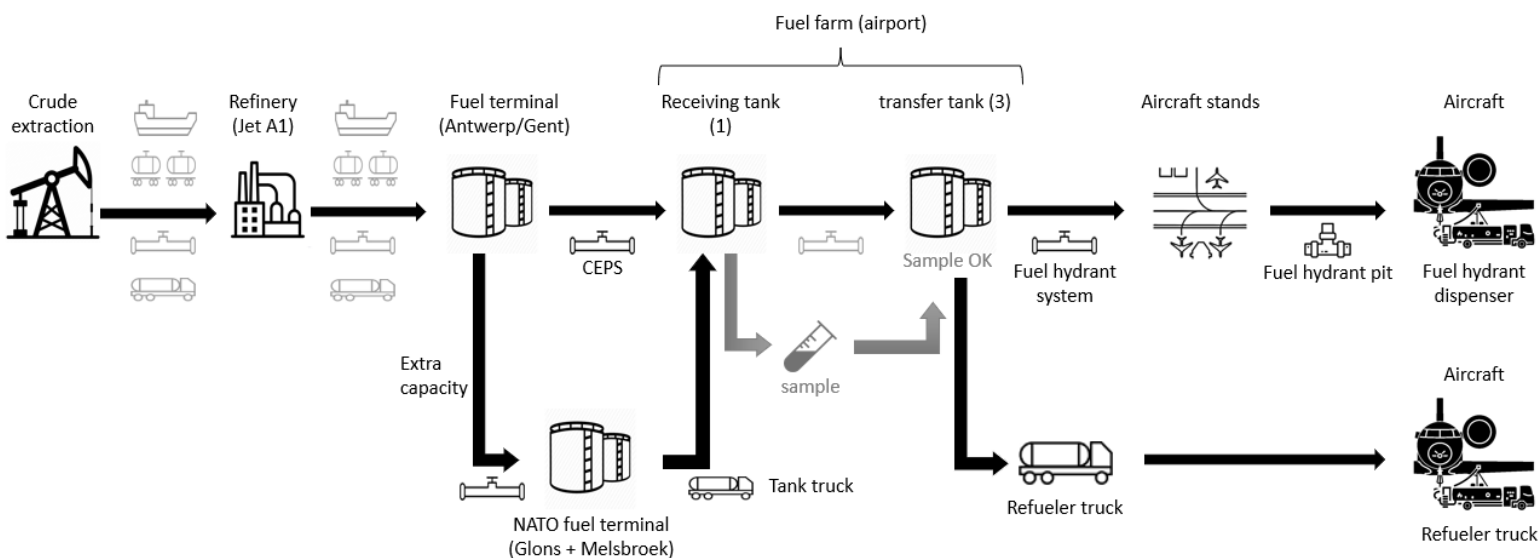 Fuel farm (airport)
Crude
extraction
Refinery
(Jet A1)
Fuel terminal
(Antwerp/Gent)
Receiving tank
(1)
transfer tank (3)
Aircraft stands
Aircraft
CEPS
Sample OK
Fuel hydrant
system
Fuel hydrant pit
Fuel hydrant
dispenser
Extra
capacity
sample
Aircraft
Tank truck
Refueler truck
NATO fuel terminal
(Glons + Melsbroek)
Refueler truck